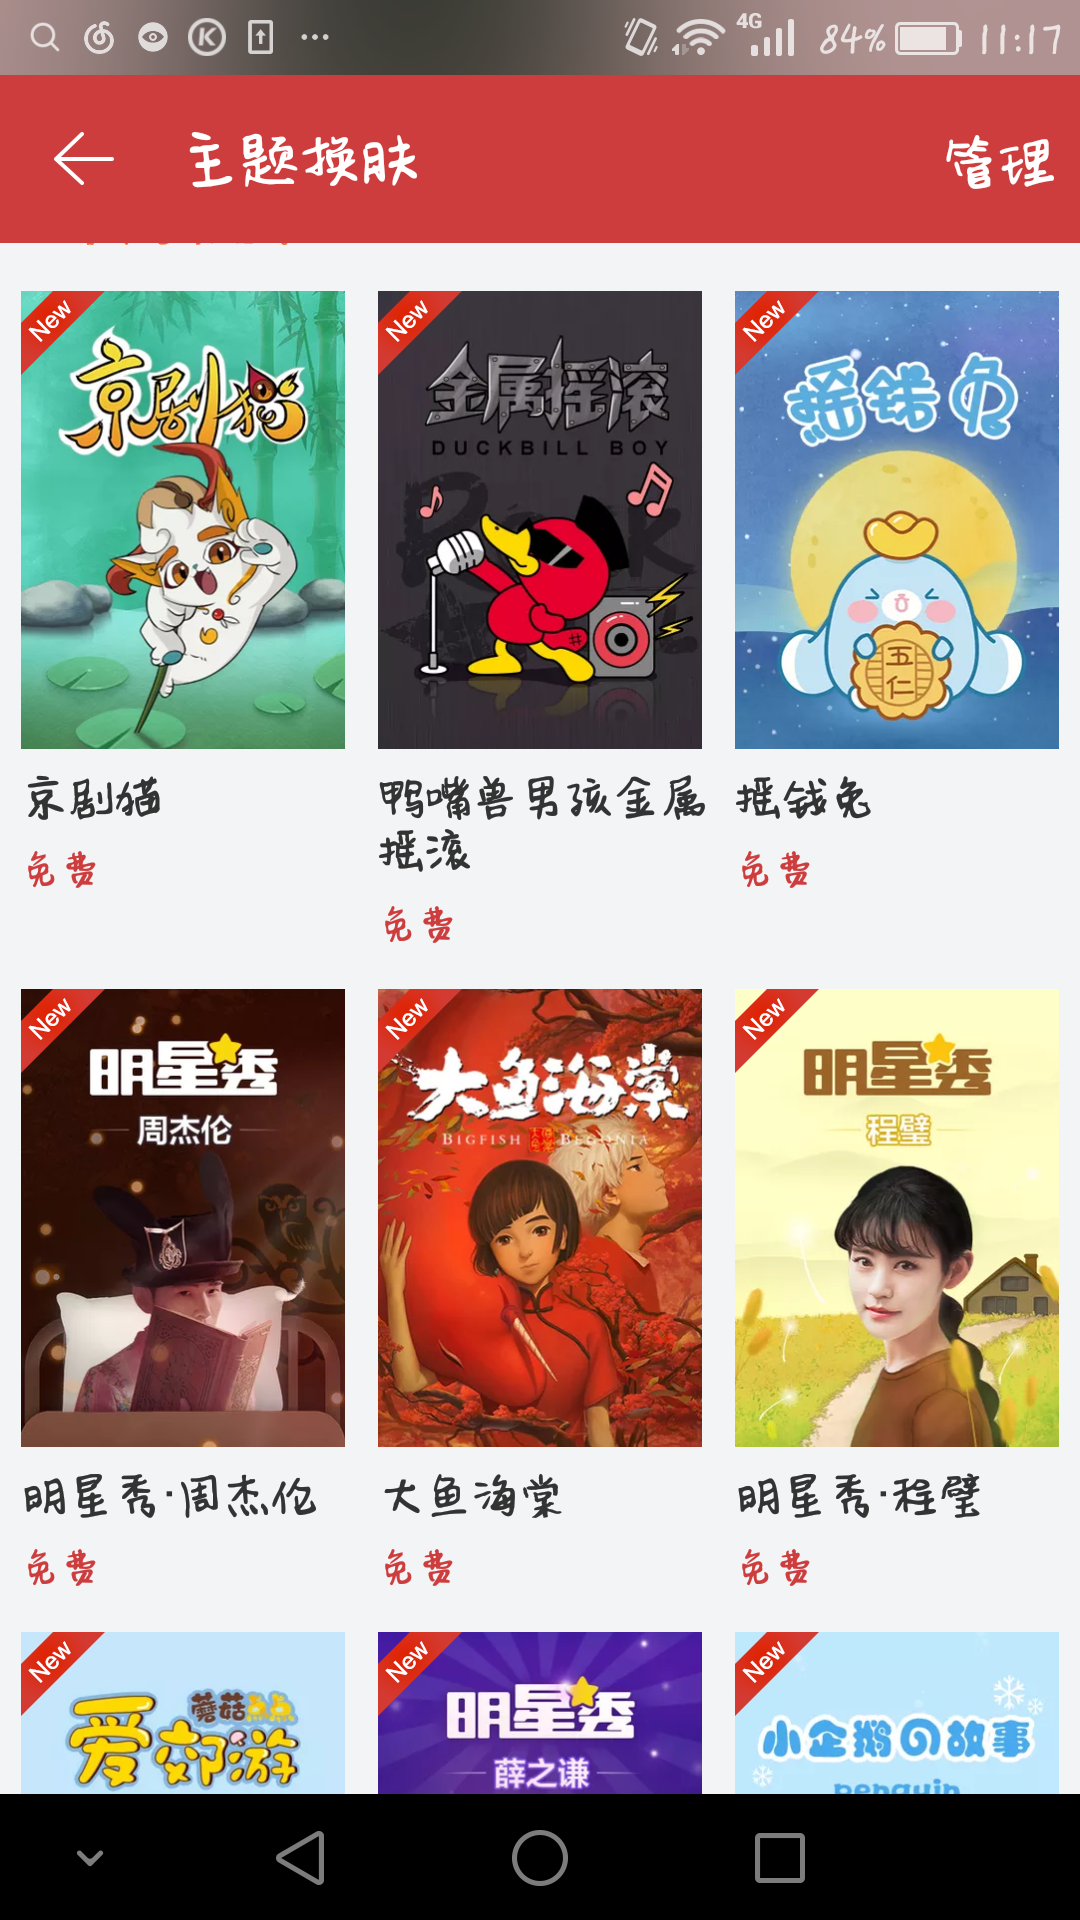 4G 84% 11:17
主题换肤 管理
New New New
京剧猫 金属摇滚 摇钱兔
DUCKBILL BOY
五仁
京剧猫 鸭嘴兽男孩金属摇滚 摇钱兔
免费 免费 免费
New New New
明星秀 大鱼海棠 明星秀
周杰伦 BIGFISH BEGONIA 程璧
明星秀·周杰伦 大鱼海棠 明星秀·程璧
免费 免费 免费
New New New
蘑菇点点 明星秀 小企鹅の故事
爱郊游 薛之谦 penguin